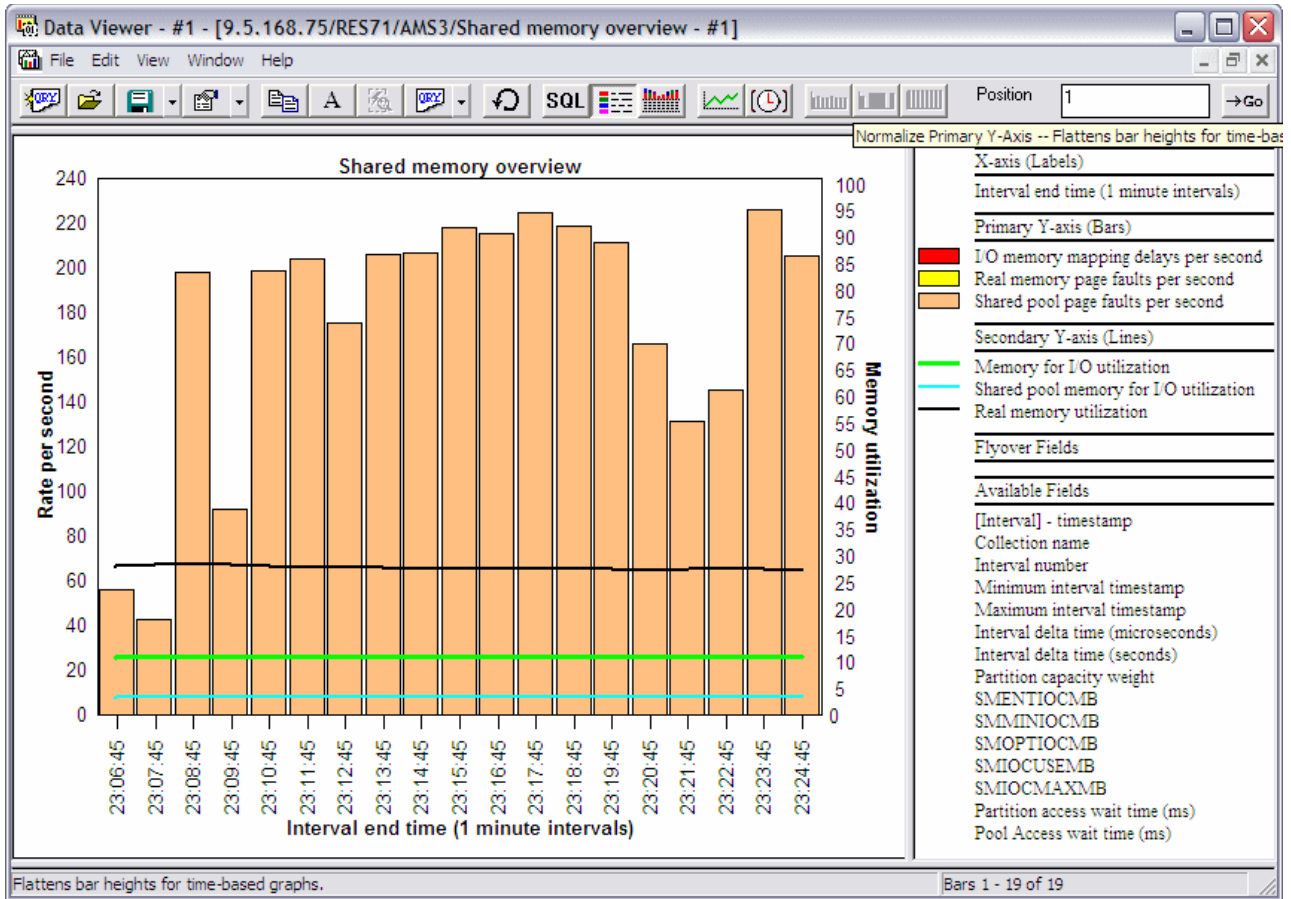 Data Viewer - #1 - [9.5.168.75/RES71/AMS3/Shared memory overview - #1]
File Edit View Window Help
QRY A QRY SQL Position 1 →Go
Normalize Primary Y-Axis -- Flattens bar heights for time-bas
Shared memory overview
240
220
200
180
160
140
120
100
80
60
40
20
0
Rate per second
100
95
90
85
80
75
70
65
60
55
50
45
40
35
30
25
20
15
10
5
0
Memory utilization
23:06:45
23:07:45
23:08:45
23:09:45
23:10:45
23:11:45
23:12:45
23:13:45
23:14:45
23:15:45
23:16:45
23:17:45
23:18:45
23:19:45
23:20:45
23:21:45
23:22:45
23:23:45
23:24:45
Interval end time (1 minute intervals)
X-axis (Labels)
Interval end time (1 minute intervals)
Primary Y-axis (Bars)
I/O memory mapping delays per second
Real memory page faults per second
Shared pool page faults per second
Secondary Y-axis (Lines)
Memory for I/O utilization
Shared pool memory for I/O utilization
Real memory utilization
Flyover Fields
Available Fields
[Interval] - timestamp
Collection name
Interval number
Minimum interval timestamp
Maximum interval timestamp
Interval delta time (microseconds)
Interval delta time (seconds)
Partition capacity weight
SMENTIOCMB
SMMINIOCMB
SMOPTIOCMB
SMIOCUSEMB
SMIOCMAXMB
Partition access wait time (ms)
Pool Access wait time (ms)
Flattens bar heights for time-based graphs.
Bars 1 - 19 of 19